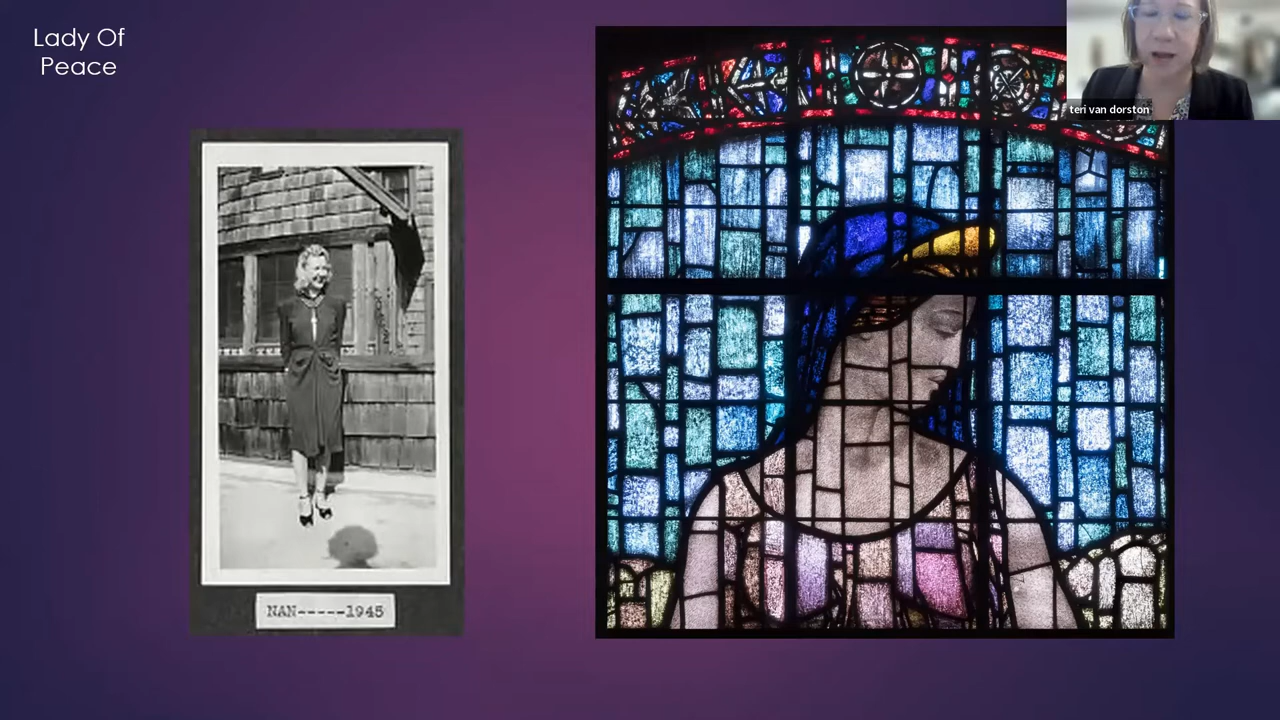 Lady Of
Peace
teri van dorston
NAN-----1945